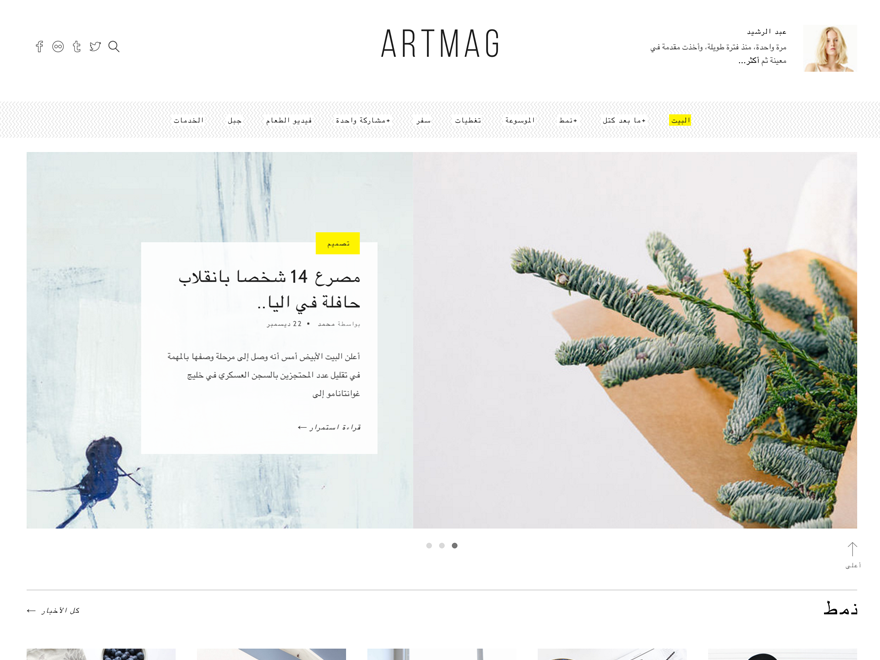 ARTMAG
عبد الرشيد
مرة واحدة، منذ فترة طويلة، وأخذت مقدمة في
معينة ثم أكثر...
البيت
+ما بعد كتل
+نمط
الموسوعة
تغطيات
سفر
+مشاركة واحدة
فيديو الطعام
جبل
الخدمات
تصميم
مصرع 14 شخصا بانقلاب
حافلة في اليا..
بواسطة محمد • 22 ديسمبر
أعلن البيت الأبيض أمس أنه وصل إلى مرحلة وصفها بالمهمة
في تقليل عدد المحتجزين بالسجن العسكري في خليج
غوانتانامو إلى
قراءة استمرار ←
أعلى
نمط
كل الأخبار ←